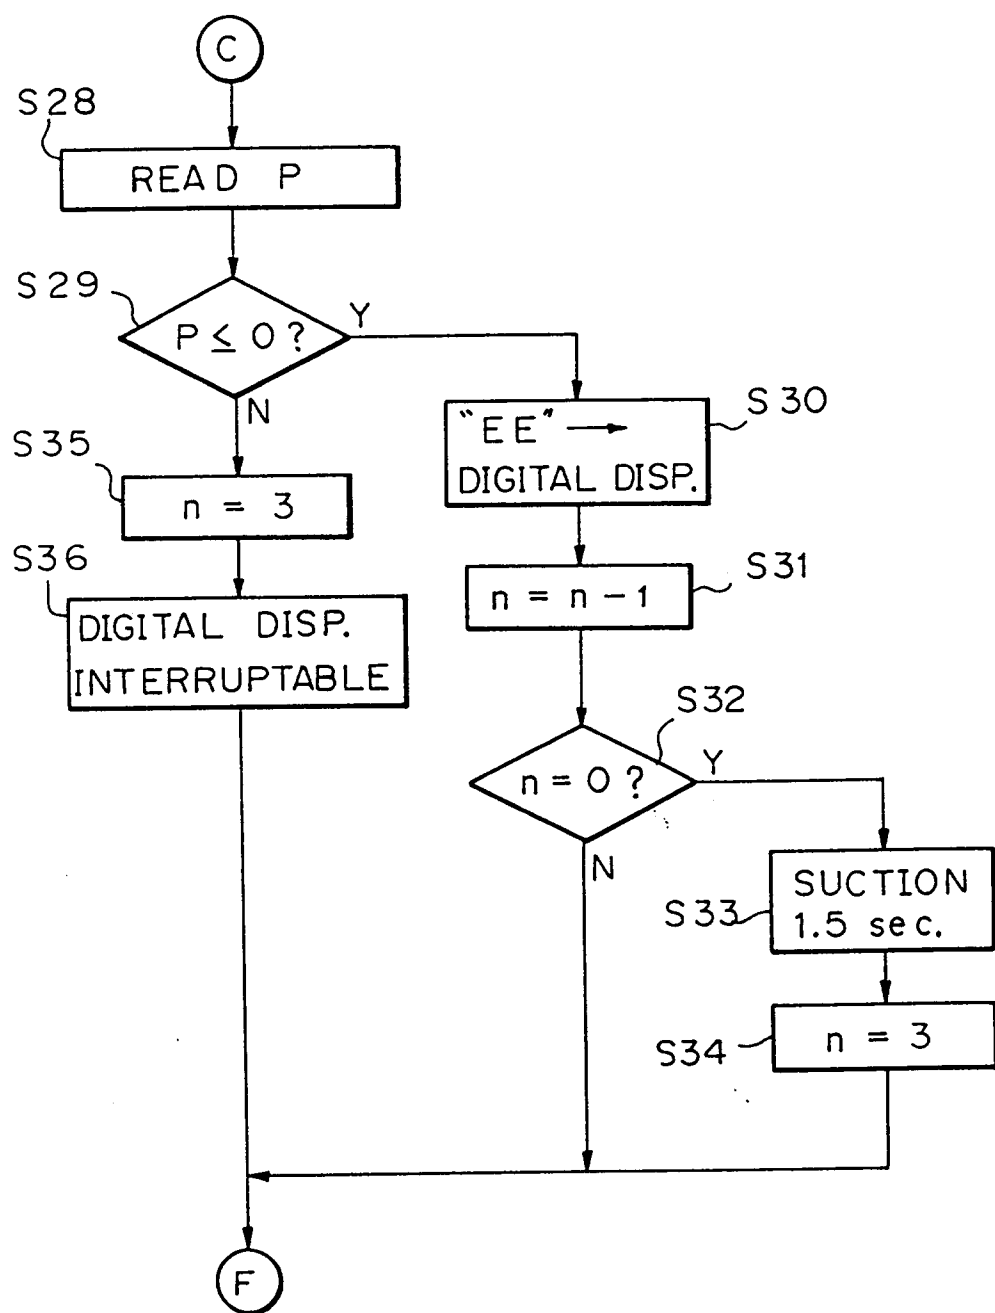 C
S28
READ P
S29
P ≤ 0 ?
Y
N
S30
"EE" →
DIGITAL DISP.
S35
n = 3
S31
n = n - 1
S36
DIGITAL DISP.
INTERRUPTABLE
S32
n = 0 ?
Y
N
SUCTION
1.5 sec.
S33
S34
n = 3
F